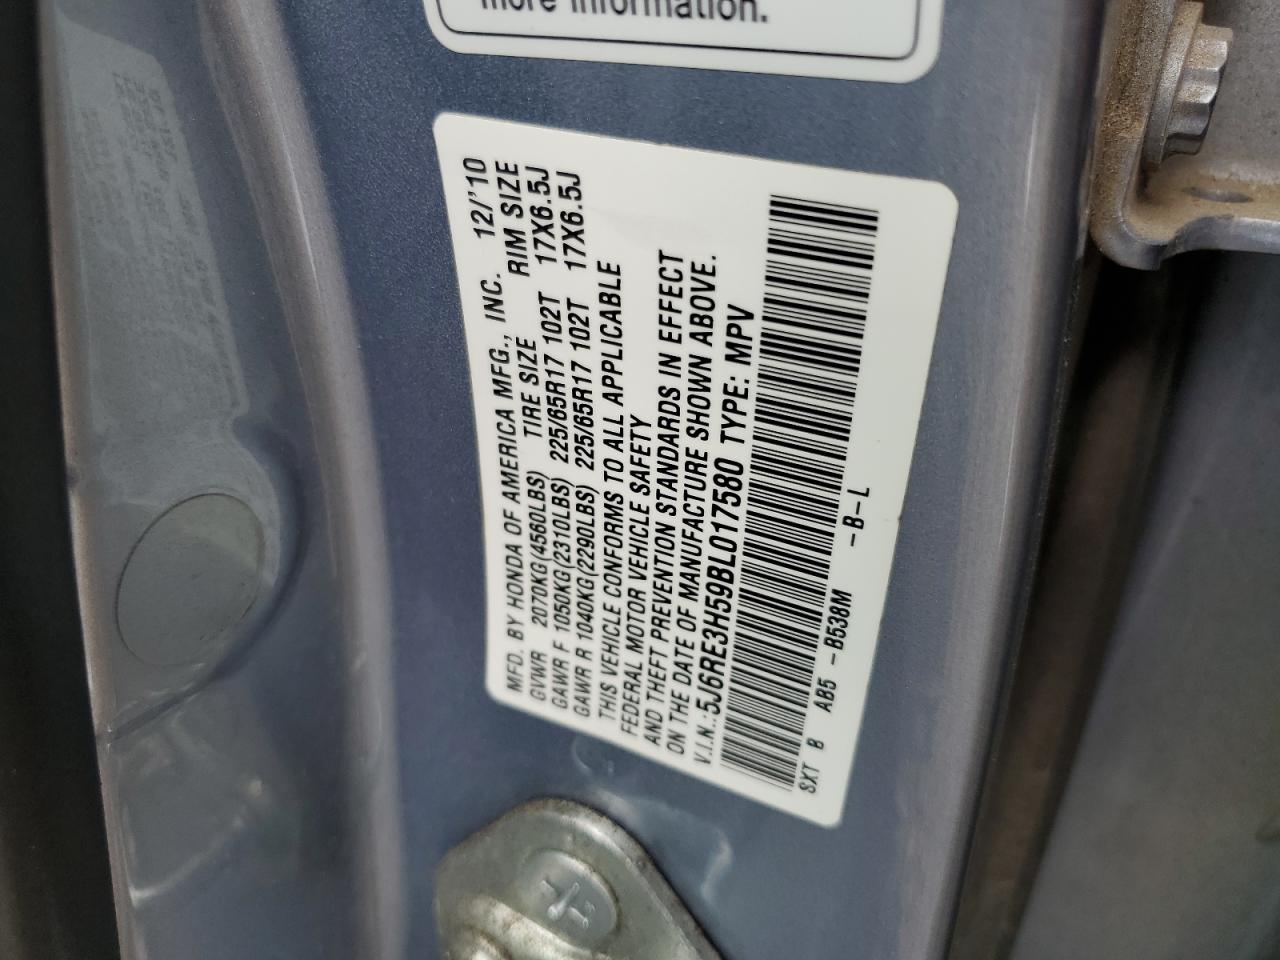 more information.
MFD. BY HONDA OF AMERICA MFG., INC. 12/'10
GVWR 2070KG(4560LBS) TIRE SIZE RIM SIZE
GAWR F 1050KG(2310LBS) 225/65R17 102T 17X6.5J
GAWR R 1040KG(2290LBS) 225/65R17 102T 17X6.5J
THIS VEHICLE CONFORMS TO ALL APPLICABLE
FEDERAL MOTOR VEHICLE SAFETY
AND THEFT PREVENTION STANDARDS IN EFFECT
ON THE DATE OF MANUFACTURE SHOWN ABOVE.
V.I.N.:5J6RE3H59BL017580 TYPE: MPV
SXT B AB5 -B538M -B-L